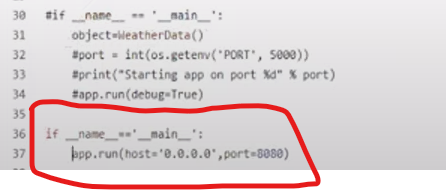 30 #if __name__ == '__main__':
31 object=WeatherData()
32 #port = int(os.getenv('PORT', 5000))
33 #print("Starting app on port %d" % port)
34 #app.run(debug=True)
35
36 if __name__=='__main__':
37 app.run(host='0.0.0.0',port=8080)